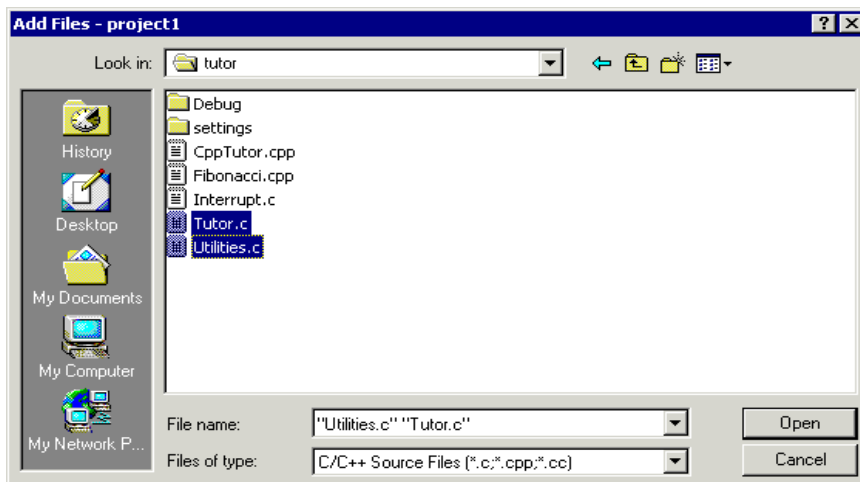 Add Files - project1
Look in: tutor
Debug
settings
CppTutor.cpp
Fibonacci.cpp
Interrupt.c
Tutor.c
Utilities.c
History
Desktop
My Documents
My Computer
My Network P...
File name: "Utilities.c" "Tutor.c" Open
Files of type: C/C++ Source Files (*.c;*.cpp;*.cc) Cancel